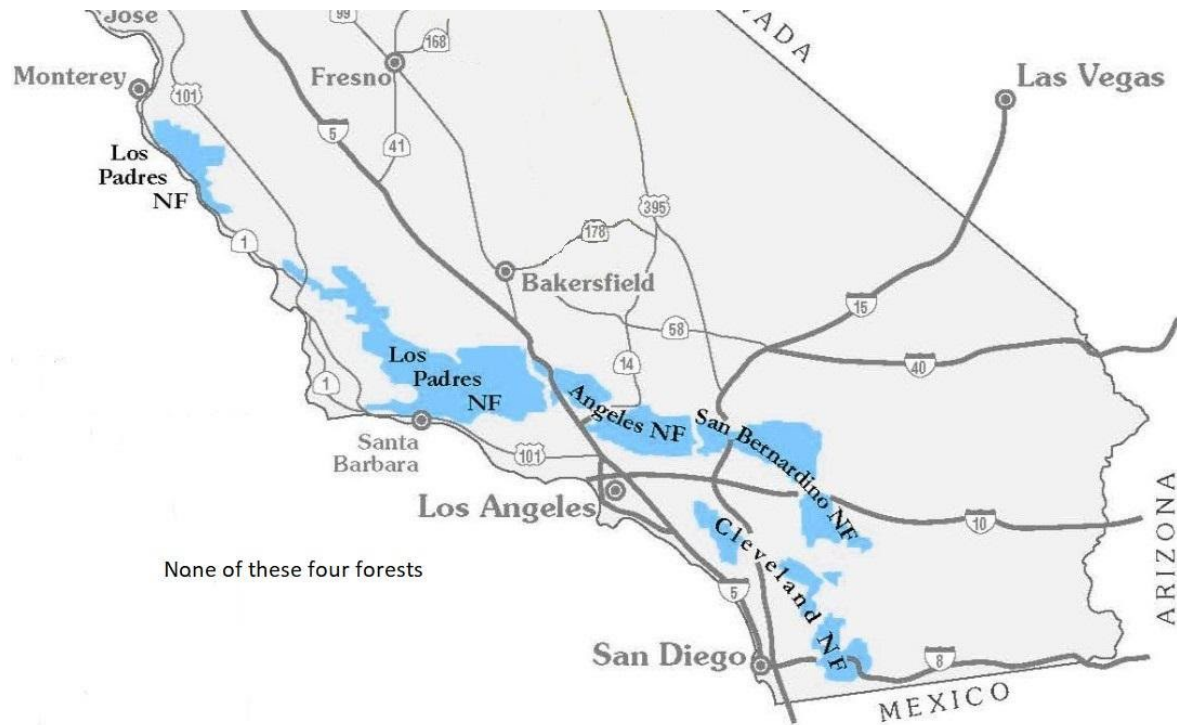 Jose
99
168
VADA
Monterey
Fresno
Las Vegas
101
5
41
Los
Padres
NF
1
395
178
Bakersfield
15
58
Los
Padres
NF
14
40
1
Angeles NF
San Bernardino NF
Santa
Barbara
101
Los Angeles
10
Cleveland NF
ARIZONA
None of these four forests
5
San Diego
8
MEXICO